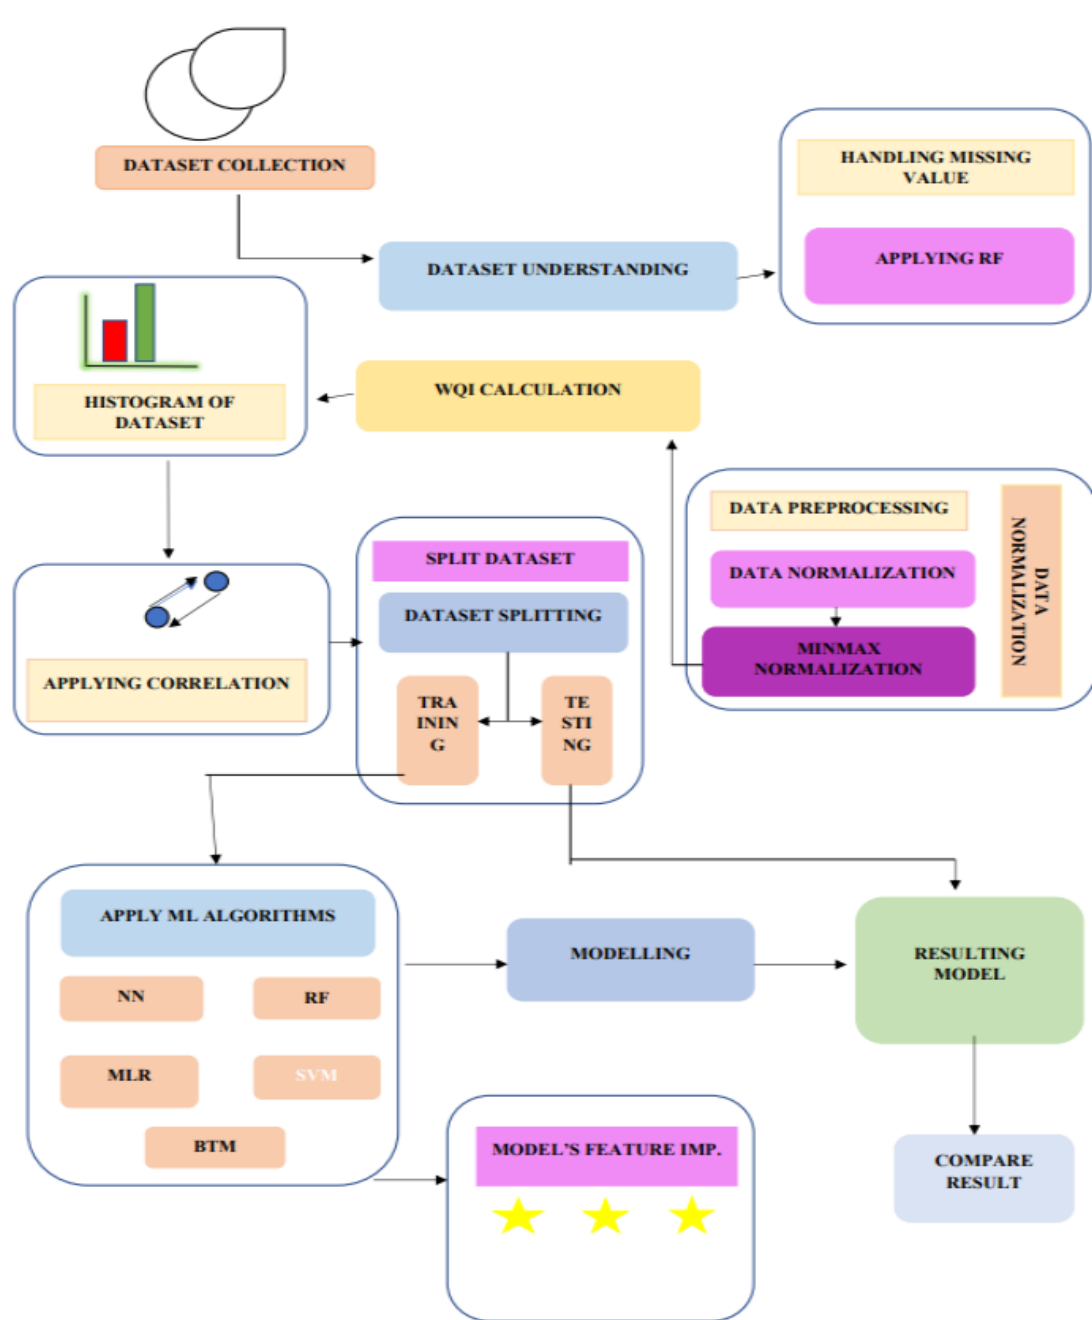 DATASET COLLECTION
HANDLING MISSING
VALUE
DATASET UNDERSTANDING
APPLYING RF
WQI CALCULATION
HISTOGRAM OF
DATASET
DATA PREPROCESSING
DATA NORMALIZATION
MINMAX
NORMALIZATION
DATA
NORMALIZATION
SPLIT DATASET
DATASET SPLITTING
TRA
ININ
G
TE
STI
NG
APPLYING CORRELATION
APPLY ML ALGORITHMS
NN
RF
MLR
SVM
BTM
MODELLING
RESULTING
MODEL
MODEL'S FEATURE IMP.
COMPARE
RESULT